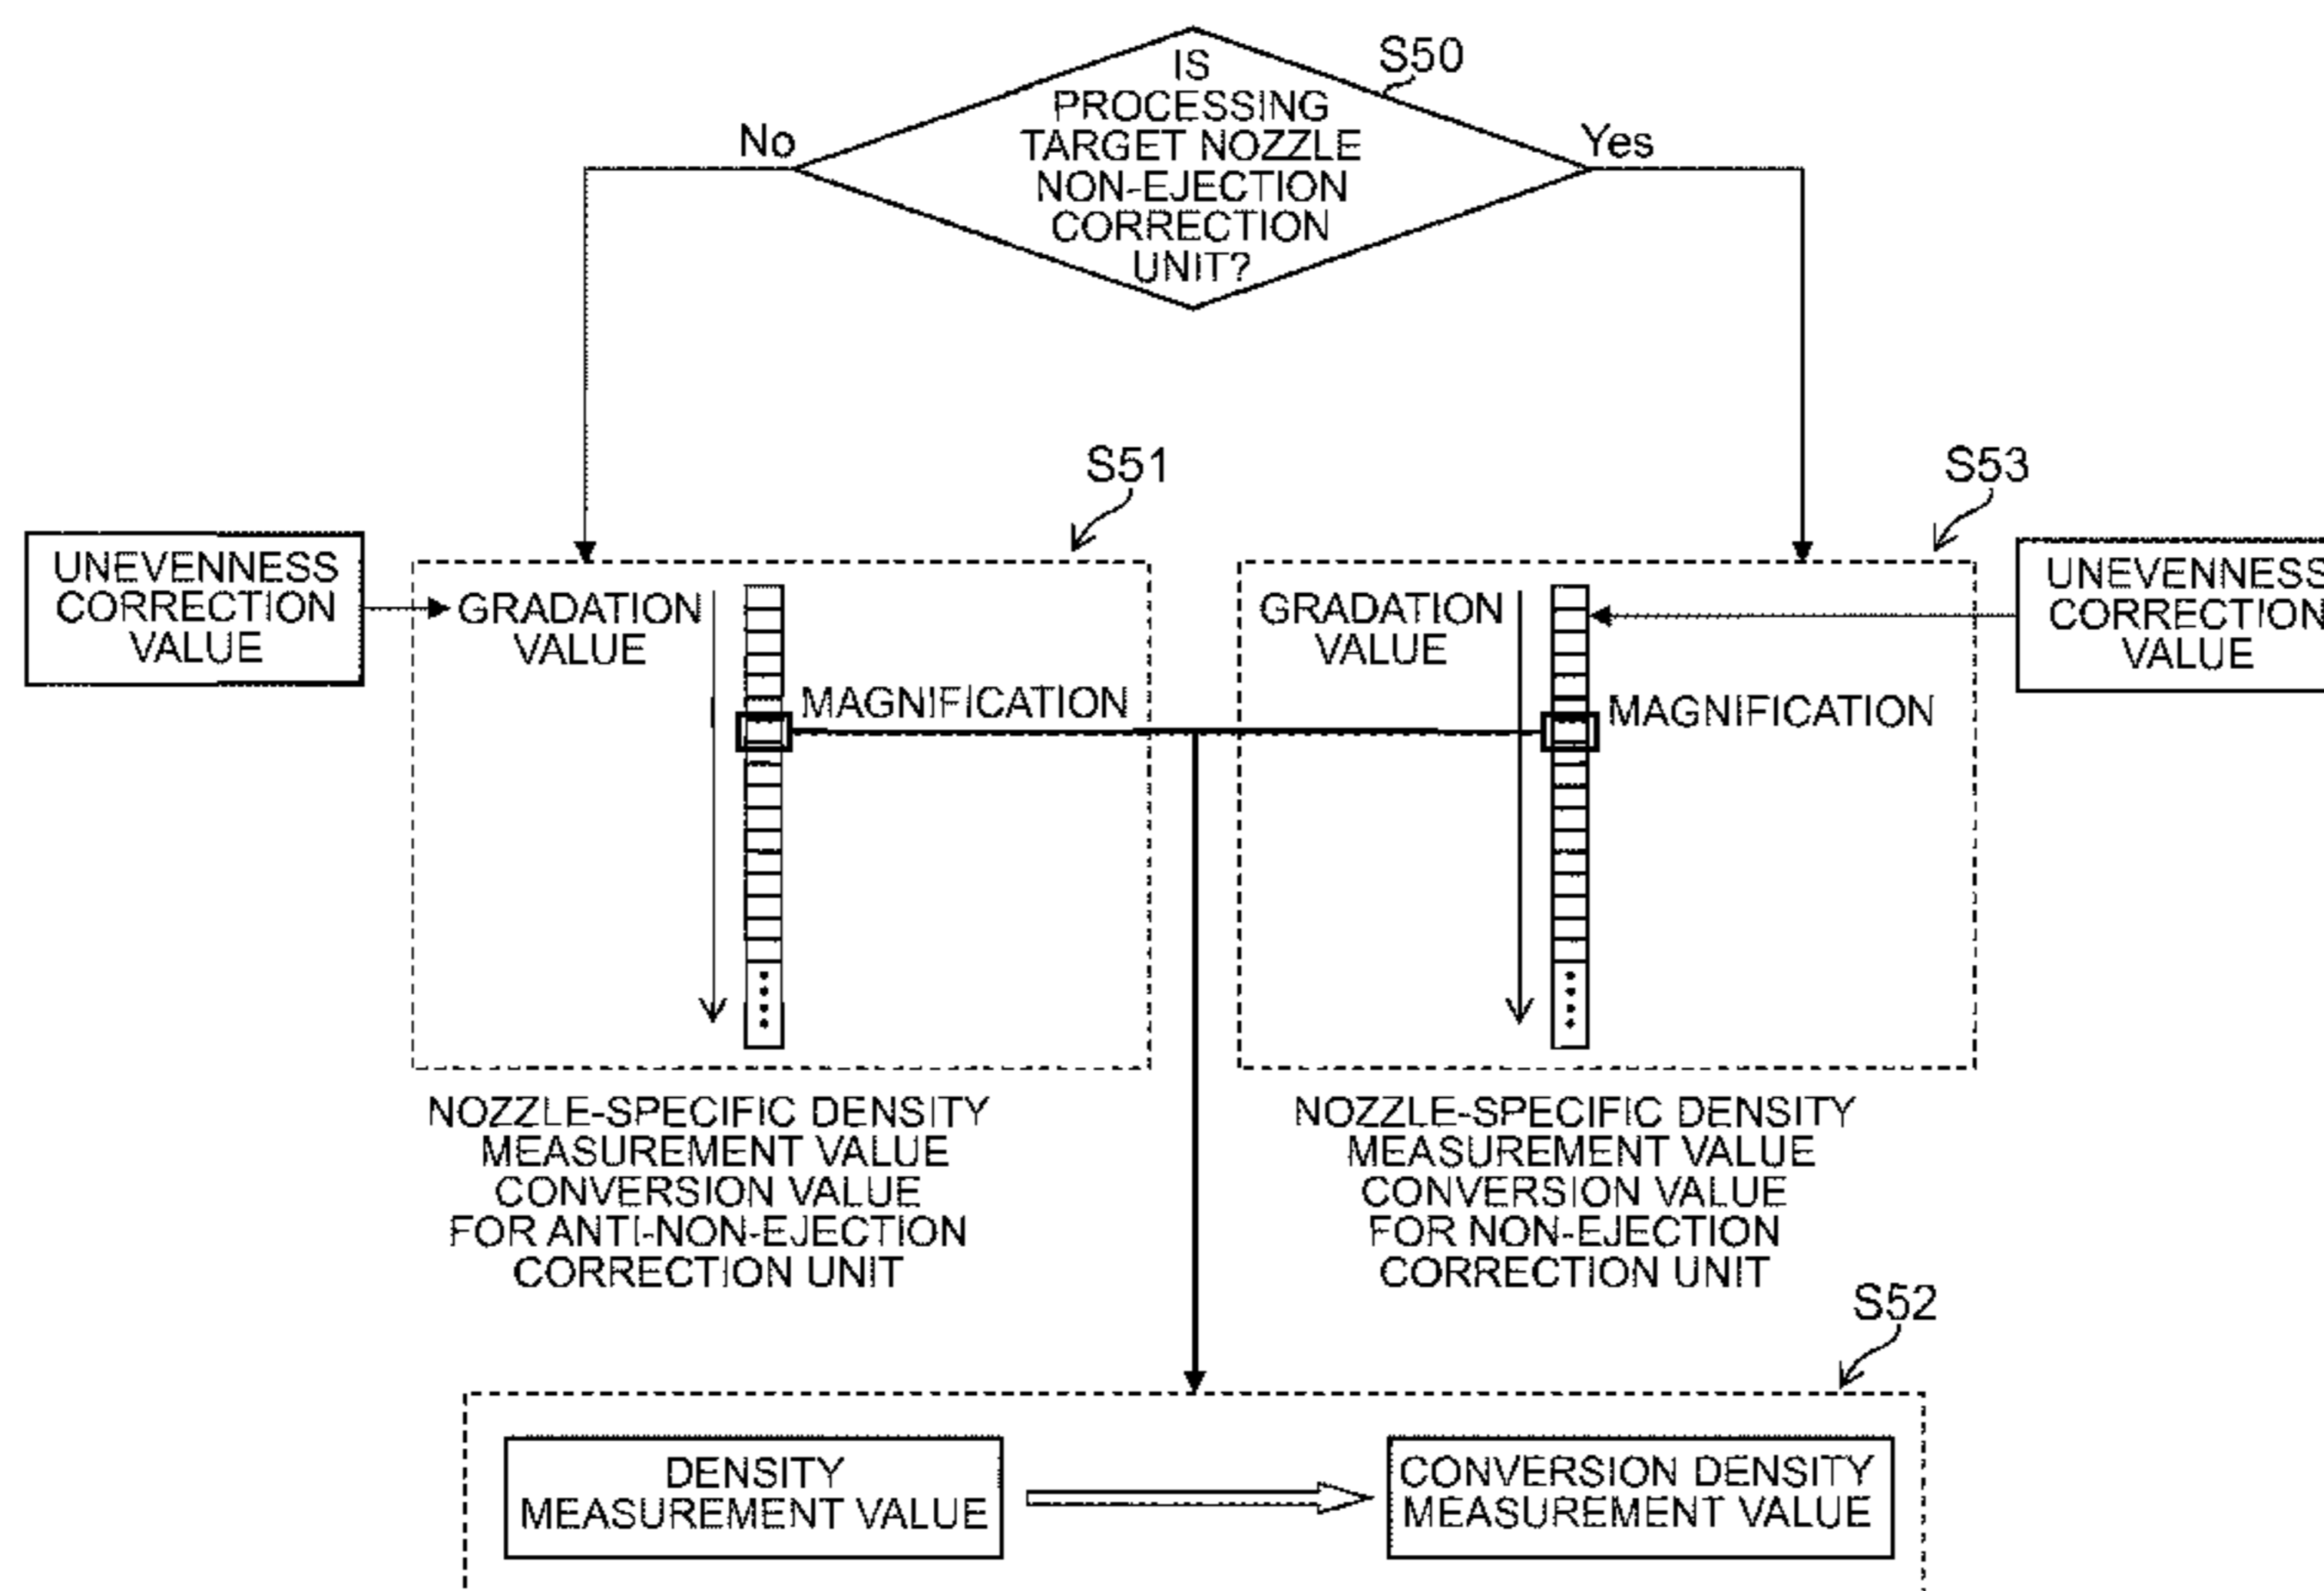 IS
PROCESSING
TARGET NOZZLE
NON-EJECTION
CORRECTION
UNIT?
S50
No
Yes
S51
S53
UNEVENNESS
CORRECTION
VALUE
GRADATION
VALUE
MAGNIFICATION
GRADATION
VALUE
MAGNIFICATION
UNEVENNESS
CORRECTION
VALUE
NOZZLE-SPECIFIC DENSITY
MEASUREMENT VALUE
CONVERSION VALUE
FOR ANTI-NON-EJECTION
CORRECTION UNIT
NOZZLE-SPECIFIC DENSITY
MEASUREMENT VALUE
CONVERSION VALUE
FOR NON-EJECTION
CORRECTION UNIT
S52
DENSITY
MEASUREMENT VALUE
CONVERSION DENSITY
MEASUREMENT VALUE